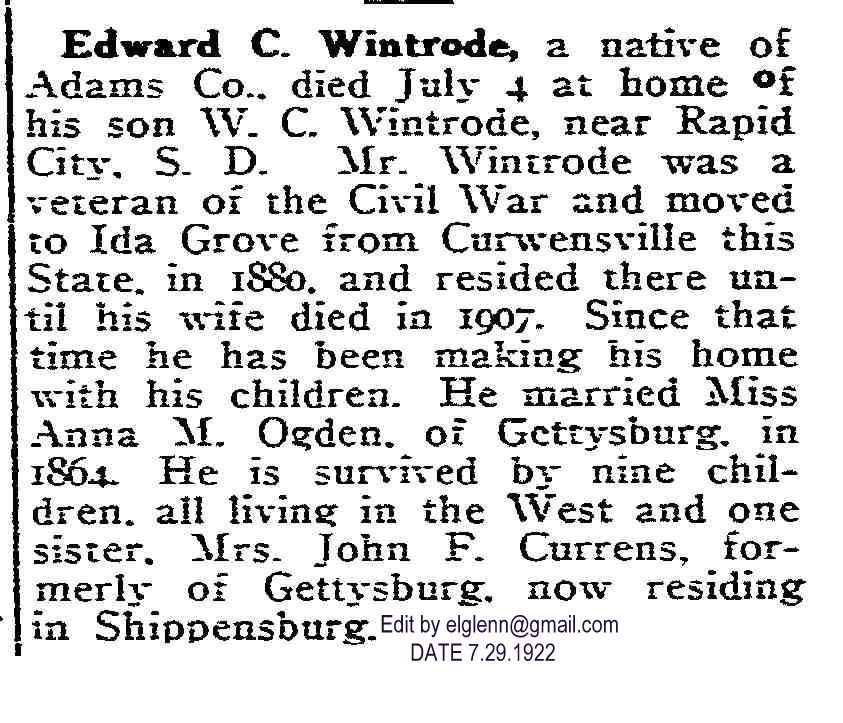 Edward C. Wintrode, a native of
Adams Co., died July 4 at home of
his son W. C. Wintrode, near Rapid
City, S. D. Mr. Wintrode was a
veteran of the Civil War and moved
to Ida Grove from Curwensville this
State, in 1880, and resided there un-
til his wife died in 1907. Since that
time he has been making his home
with his children. He married Miss
Anna M. Ogden, of Gettysburg, in
1864. He is survived by nine chil-
dren, all living in the West and one
sister, Mrs. John F. Currens, for-
merly of Gettysburg, now residing
in Shippensburg.
Edit by elglenn@gmail.com
DATE 7.29.1922